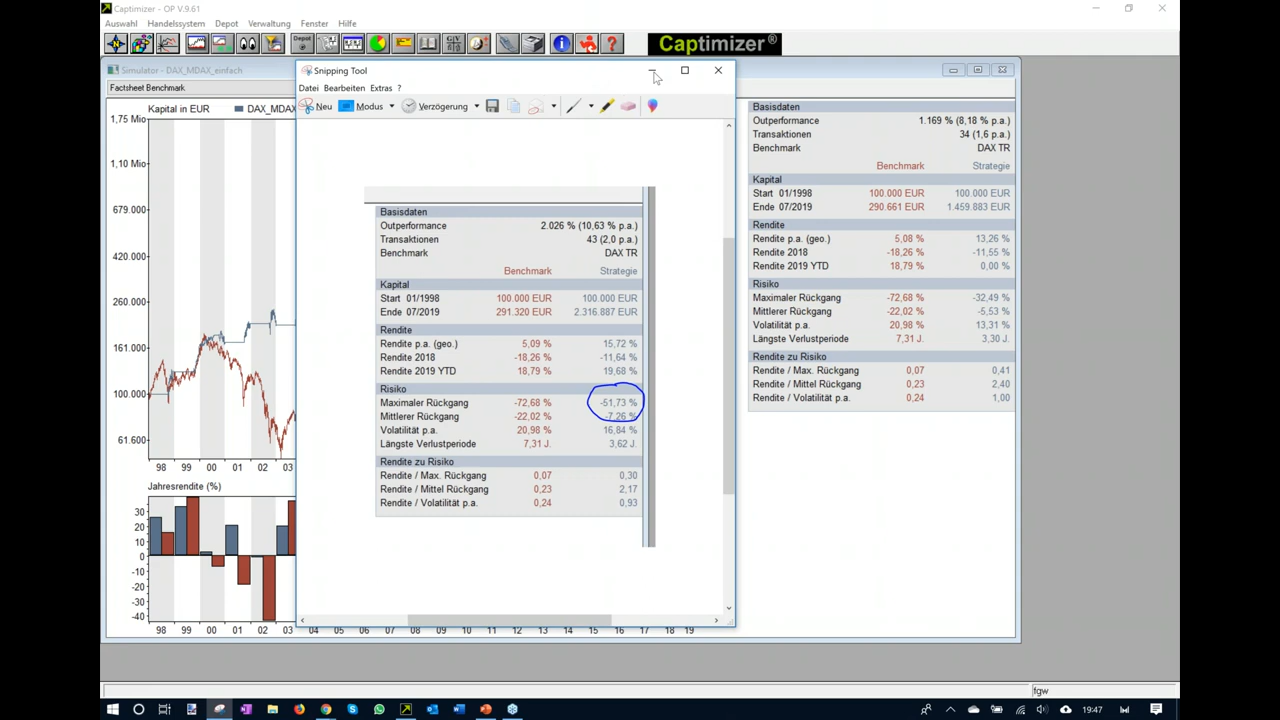 Captimizer - OP V.9.61
Auswahl Handelssystem Depot Verwaltung Fenster Hilfe
Captimizer®
Simulator - DAX_MDAX_einfach
Factsheet Benchmark
Kapital in EUR DAX_MDAX
1,75 Mio
1,10 Mio
679.000
420.000
260.000
161.000
100.000
61.600
98 99 00 01 02 03
Jahresrendite (%)
30
20
10
0
-10
-20
-30
-40
98 99 00 01 02 03 04 05 06 07 08 09 10 11 12 13 14 15 16 17 18 19
Snipping Tool
Datei Bearbeiten Extras ?
Neu Modus Verzögerung
Basisdaten
Outperformance 2.026 % (10,63 % p.a.)
Transaktionen 43 (2,0 p.a.)
Benchmark DAX TR
Benchmark Strategie
Kapital
Start 01/1998 100.000 EUR 100.000 EUR
Ende 07/2019 291.320 EUR 2.316.887 EUR
Rendite
Rendite p.a. (geo.) 5,09 % 15,72 %
Rendite 2018 -18,26 % -11,64 %
Rendite 2019 YTD 18,79 % 19,68 %
Risiko
Maximaler Rückgang -72,68 % -51,73 %
Mittlerer Rückgang -22,02 % -7,26 %
Volatilität p.a. 20,98 % 16,84 %
Längste Verlustperiode 7,31 J. 3,62 J.
Rendite zu Risiko
Rendite / Max. Rückgang 0,07 0,30
Rendite / Mittel Rückgang 0,23 2,17
Rendite / Volatilität p.a. 0,24 0,93
Basisdaten
Outperformance 1.169 % (8,18 % p.a.)
Transaktionen 34 (1,6 p.a.)
Benchmark DAX TR
Benchmark Strategie
Kapital
Start 01/1998 100.000 EUR 100.000 EUR
Ende 07/2019 290.661 EUR 1.459.883 EUR
Rendite
Rendite p.a. (geo.) 5,08 % 13,26 %
Rendite 2018 -18,26 % -11,55 %
Rendite 2019 YTD 18,79 % 0,00 %
Risiko
Maximaler Rückgang -72,68 % -32,49 %
Mittlerer Rückgang -22,02 % -5,53 %
Volatilität p.a. 20,98 % 13,31 %
Längste Verlustperiode 7,31 J. 3,30 J.
Rendite zu Risiko
Rendite / Max. Rückgang 0,07 0,41
Rendite / Mittel Rückgang 0,23 2,40
Rendite / Volatilität p.a. 0,24 1,00
fgw
19:47